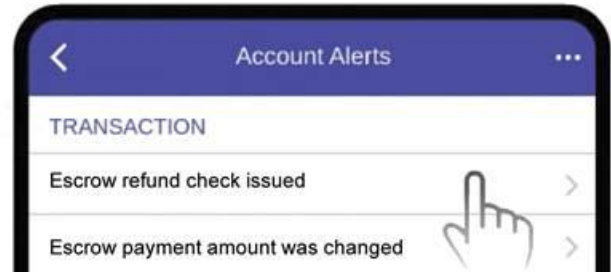 Account Alerts
TRANSACTION
Escrow refund check issued
Escrow payment amount was changed